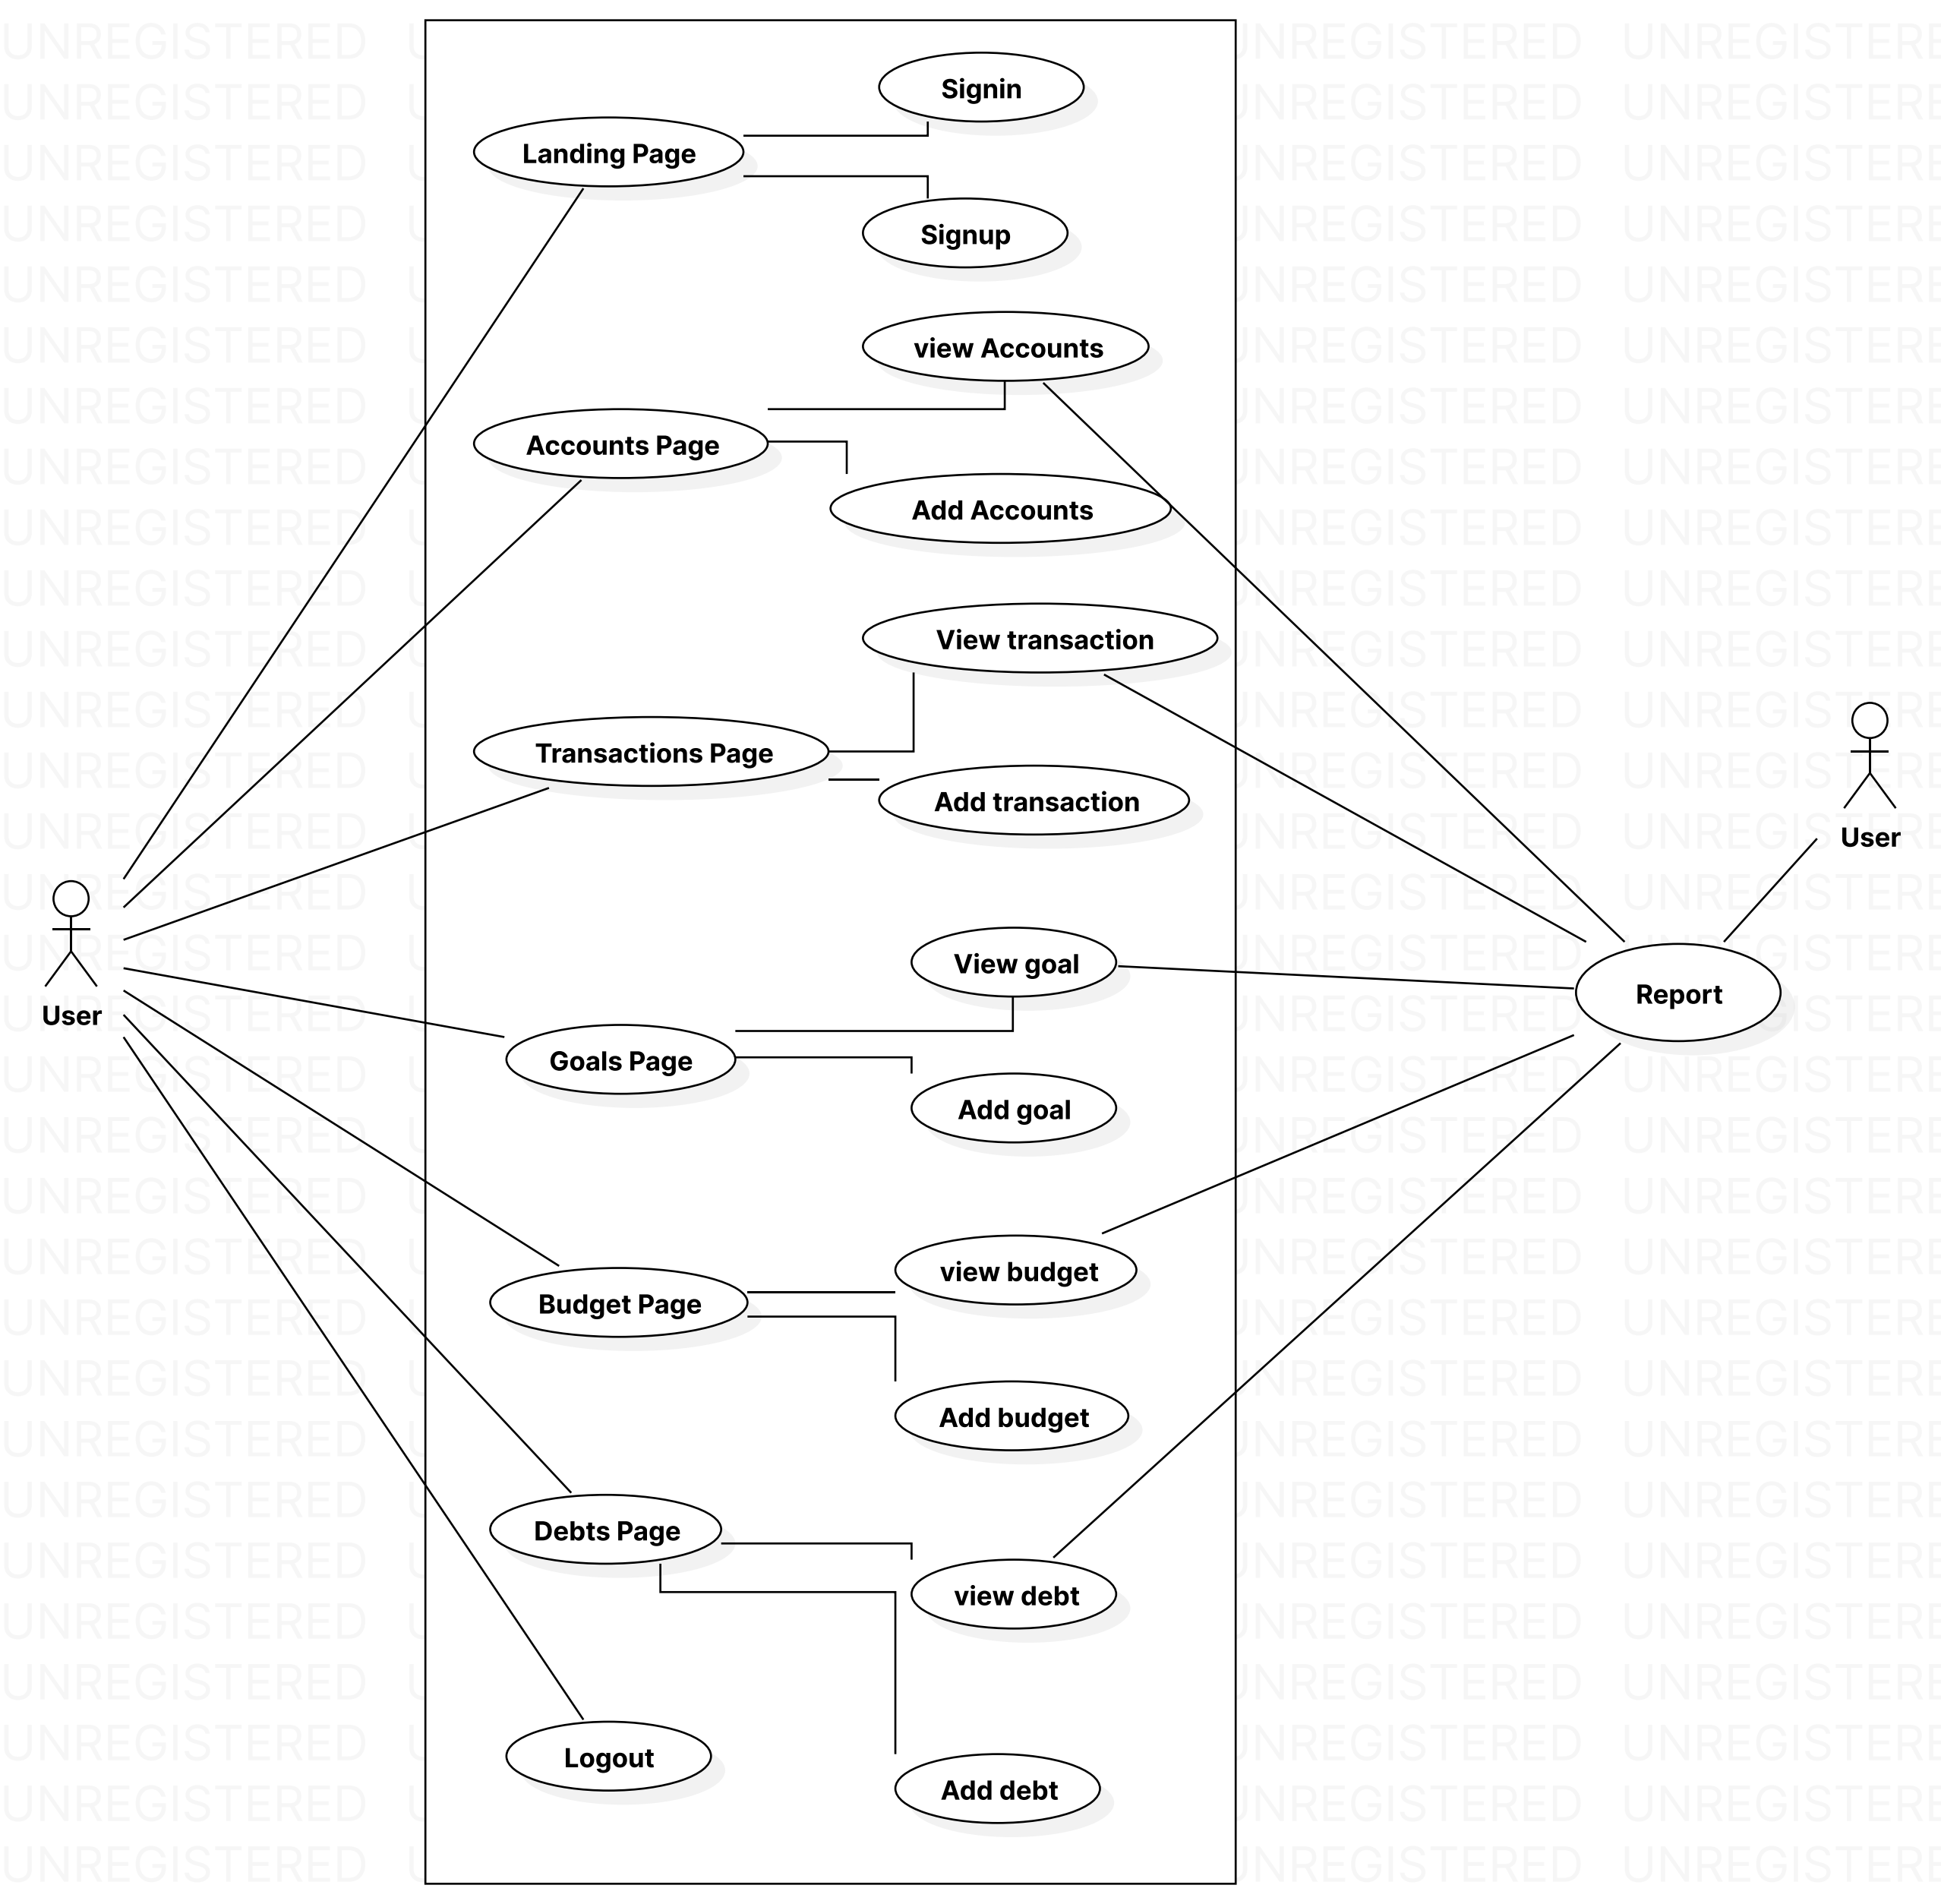 Signin
Landing Page
Signup
view Accounts
Accounts Page
Add Accounts
View transaction
Transactions Page
Add transaction
User
User
View goal
Report
Goals Page
Add goal
view budget
Budget Page
Add budget
Debts Page
view debt
Logout
Add debt
UNREGISTERED